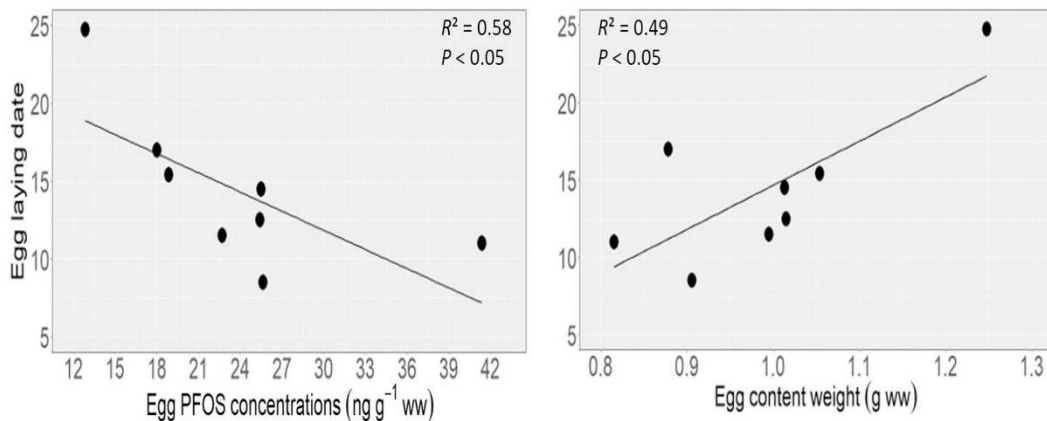 R² = 0.58
P < 0.05
25
20
15
10
5
Egg laying date
12 18 21 24 27 30 33 36 39 42
Egg PFOS concentrations (ng g⁻¹ ww)
R² = 0.49
P < 0.05
25
20
15
10
5
0.8 0.9 1.0 1.1 1.2 1.3
Egg content weight (g ww)